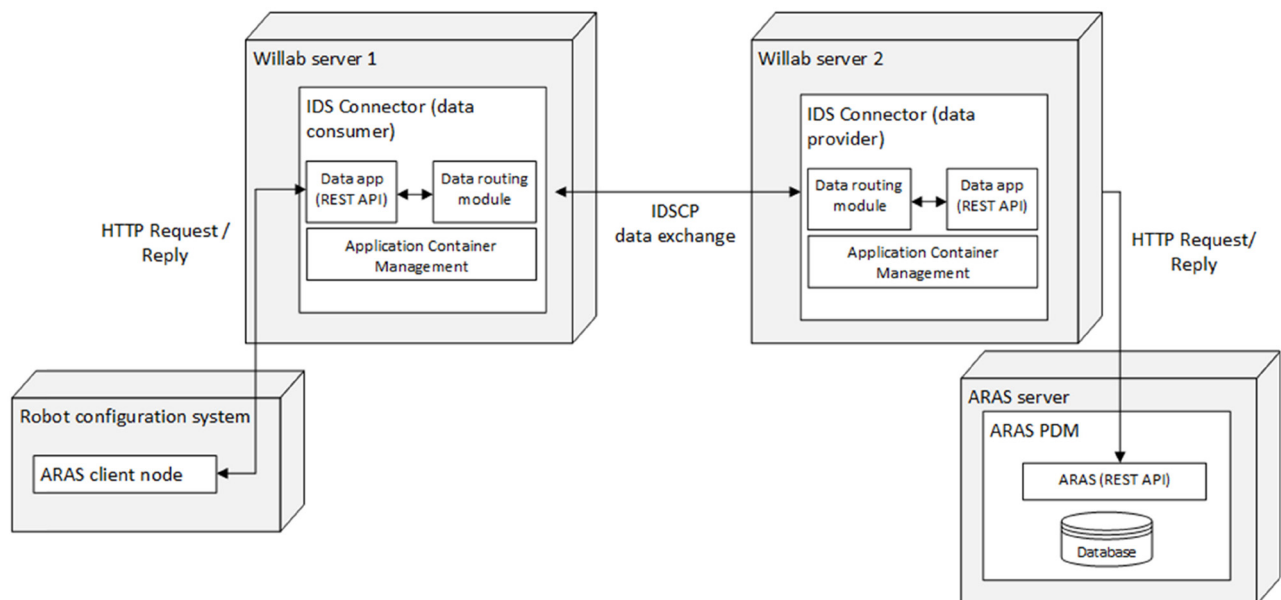 Willab server 1
IDS Connector (data
consumer)
Data app
(REST API)
Data routing
module
Application Container
Management
HTTP Request /
Reply
IDSCP
data exchange
Willab server 2
IDS Connector (data
provider)
Data routing
module
Data app
(REST API)
Application Container
Management
HTTP Request/
Reply
Robot configuration system
ARAS client node
ARAS server
ARAS PDM
ARAS (REST API)
Database